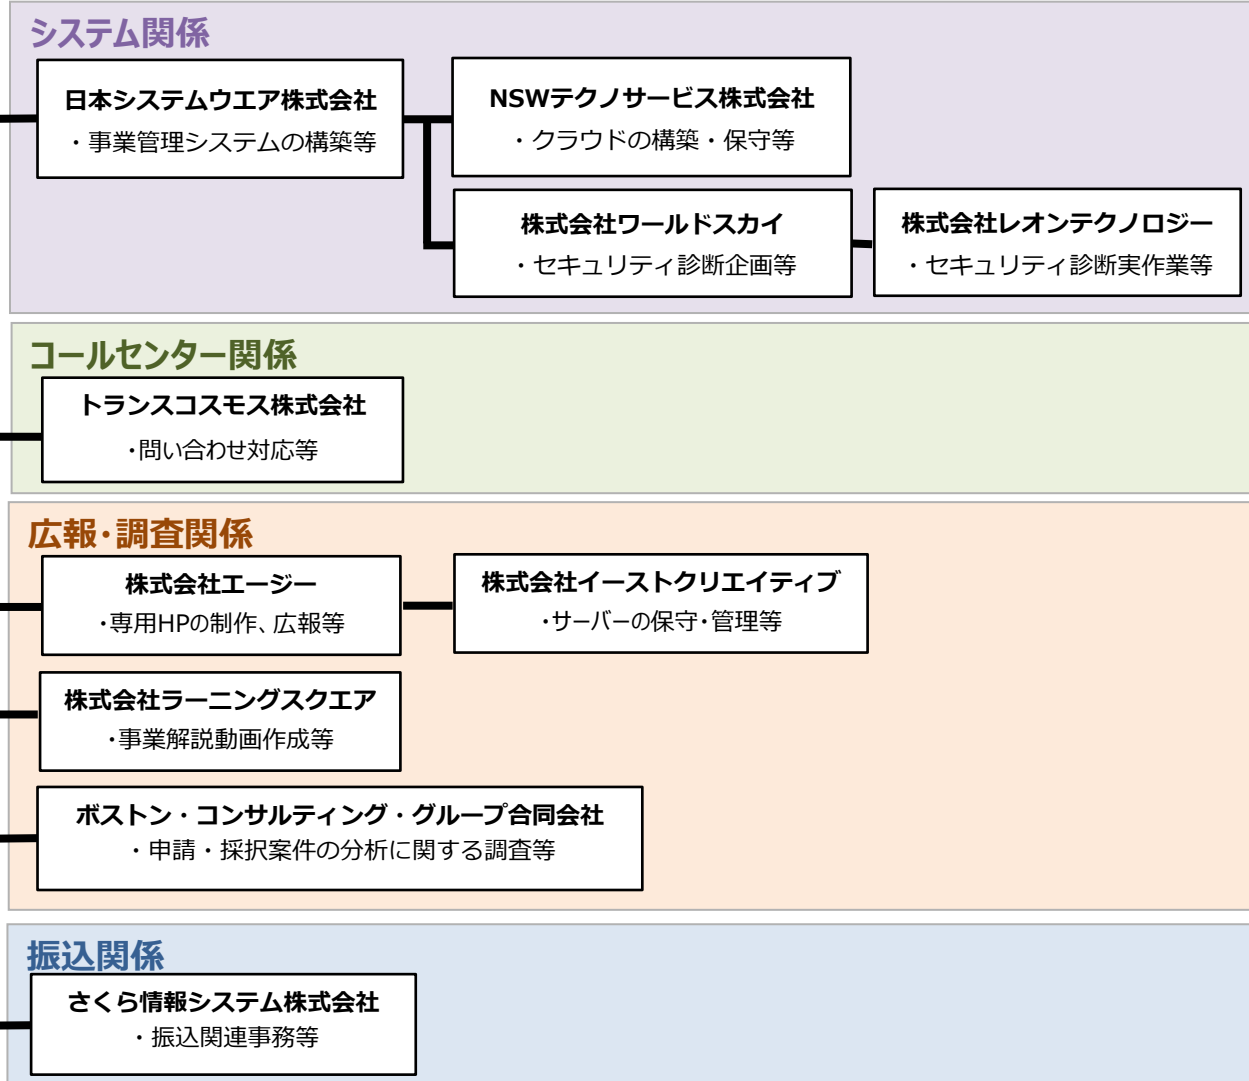 システム関係
日本システムウエア株式会社
・事業管理システムの構築等
NSWテクノサービス株式会社
・クラウドの構築・保守等
株式会社ワールドスカイ
・セキュリティ診断企画等
株式会社レオンテクノロジー
・セキュリティ診断実作業等
コールセンター関係
トランスコスモス株式会社
・問い合わせ対応等
広報・調査関係
株式会社エージー
・専用HPの制作、広報等
株式会社イーストクリエイティブ
・サーバーの保守・管理等
株式会社ラーニングスクエア
・事業解説動画作成等
ボストン・コンサルティング・グループ合同会社
・申請・採択案件の分析に関する調査等
振込関係
さくら情報システム株式会社
・振込関連事務等